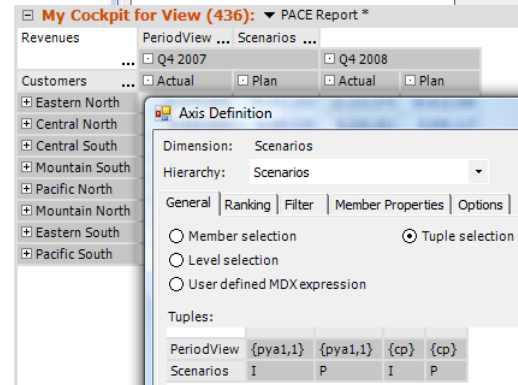 My Cockpit for View (436): PACE Report *
Revenues PeriodView ... Scenarios ...
... Q4 2007 Q4 2008
Customers ... Actual Plan Actual Plan
Eastern North
Central North
Central South
Mountain South
Pacific North
Mountain North
Eastern South
Pacific South
Axis Definition
Dimension: Scenarios
Hierarchy: Scenarios
General Ranking Filter Member Properties Options
Member selection Tuple selection
Level selection
User defined MDX expression
Tuples:
PeriodView {pya1,1} {pya1,1} {cp} {cp}
Scenarios I P I P